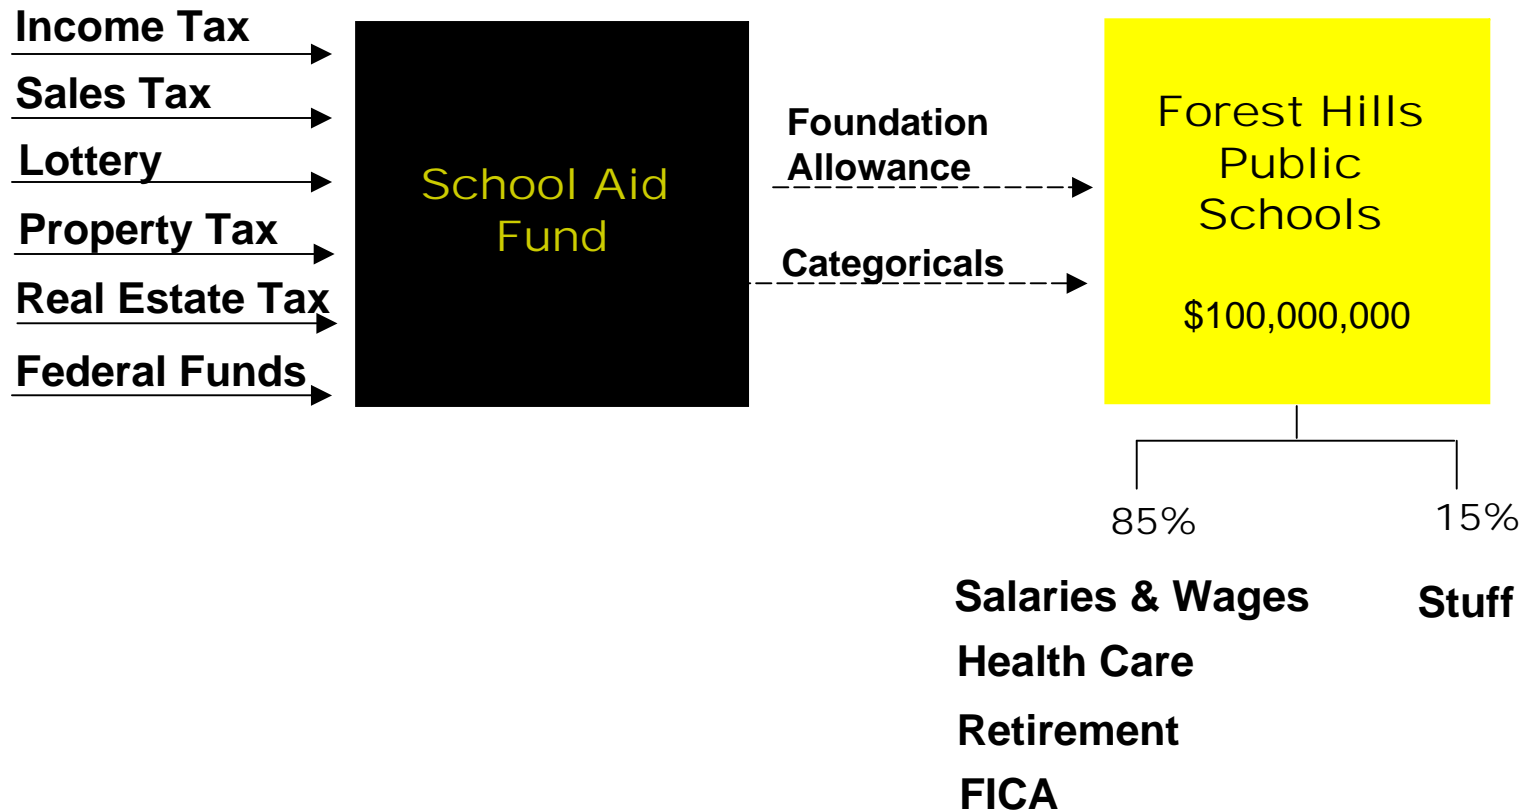 Income Tax
Sales Tax
Lottery
Property Tax
Real Estate Tax
Federal Funds
School Aid
Fund
Foundation
Allowance
Categoricals
Forest Hills
Public
Schools
$100,000,000
85%
15%
Salaries & Wages
Stuff
Health Care
Retirement
FICA